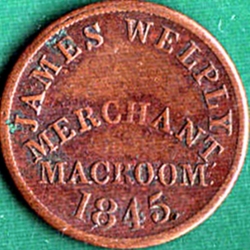 JAMES WELPLY
MERCHANT
MACROOM.
1845.